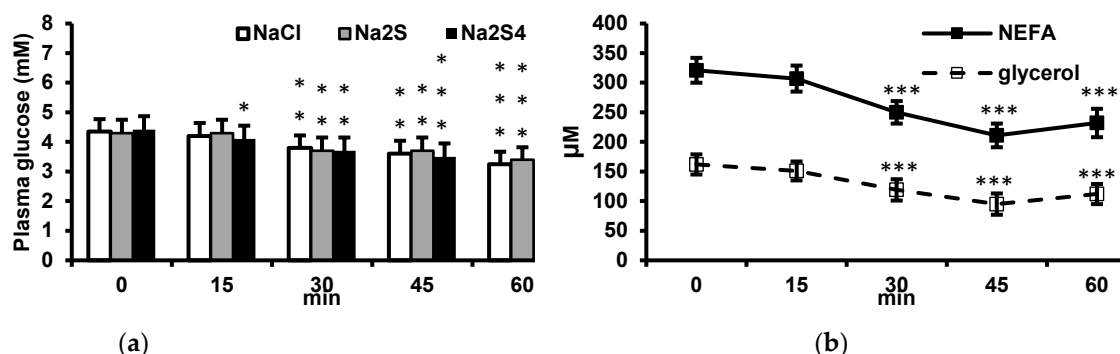 8
7
6
5
4
3
2
1
0
Plasma glucose (mM)
NaCl Na2S Na2S4
* * * * * * * * *
* * * * * * * * *
* *
0 15 30 45 60
min
(a)
400
350
300
250
200
150
100
50
0
µM
NEFA
glycerol
*** *** ***
*** *** ***
0 15 30 45 60
min
(b)